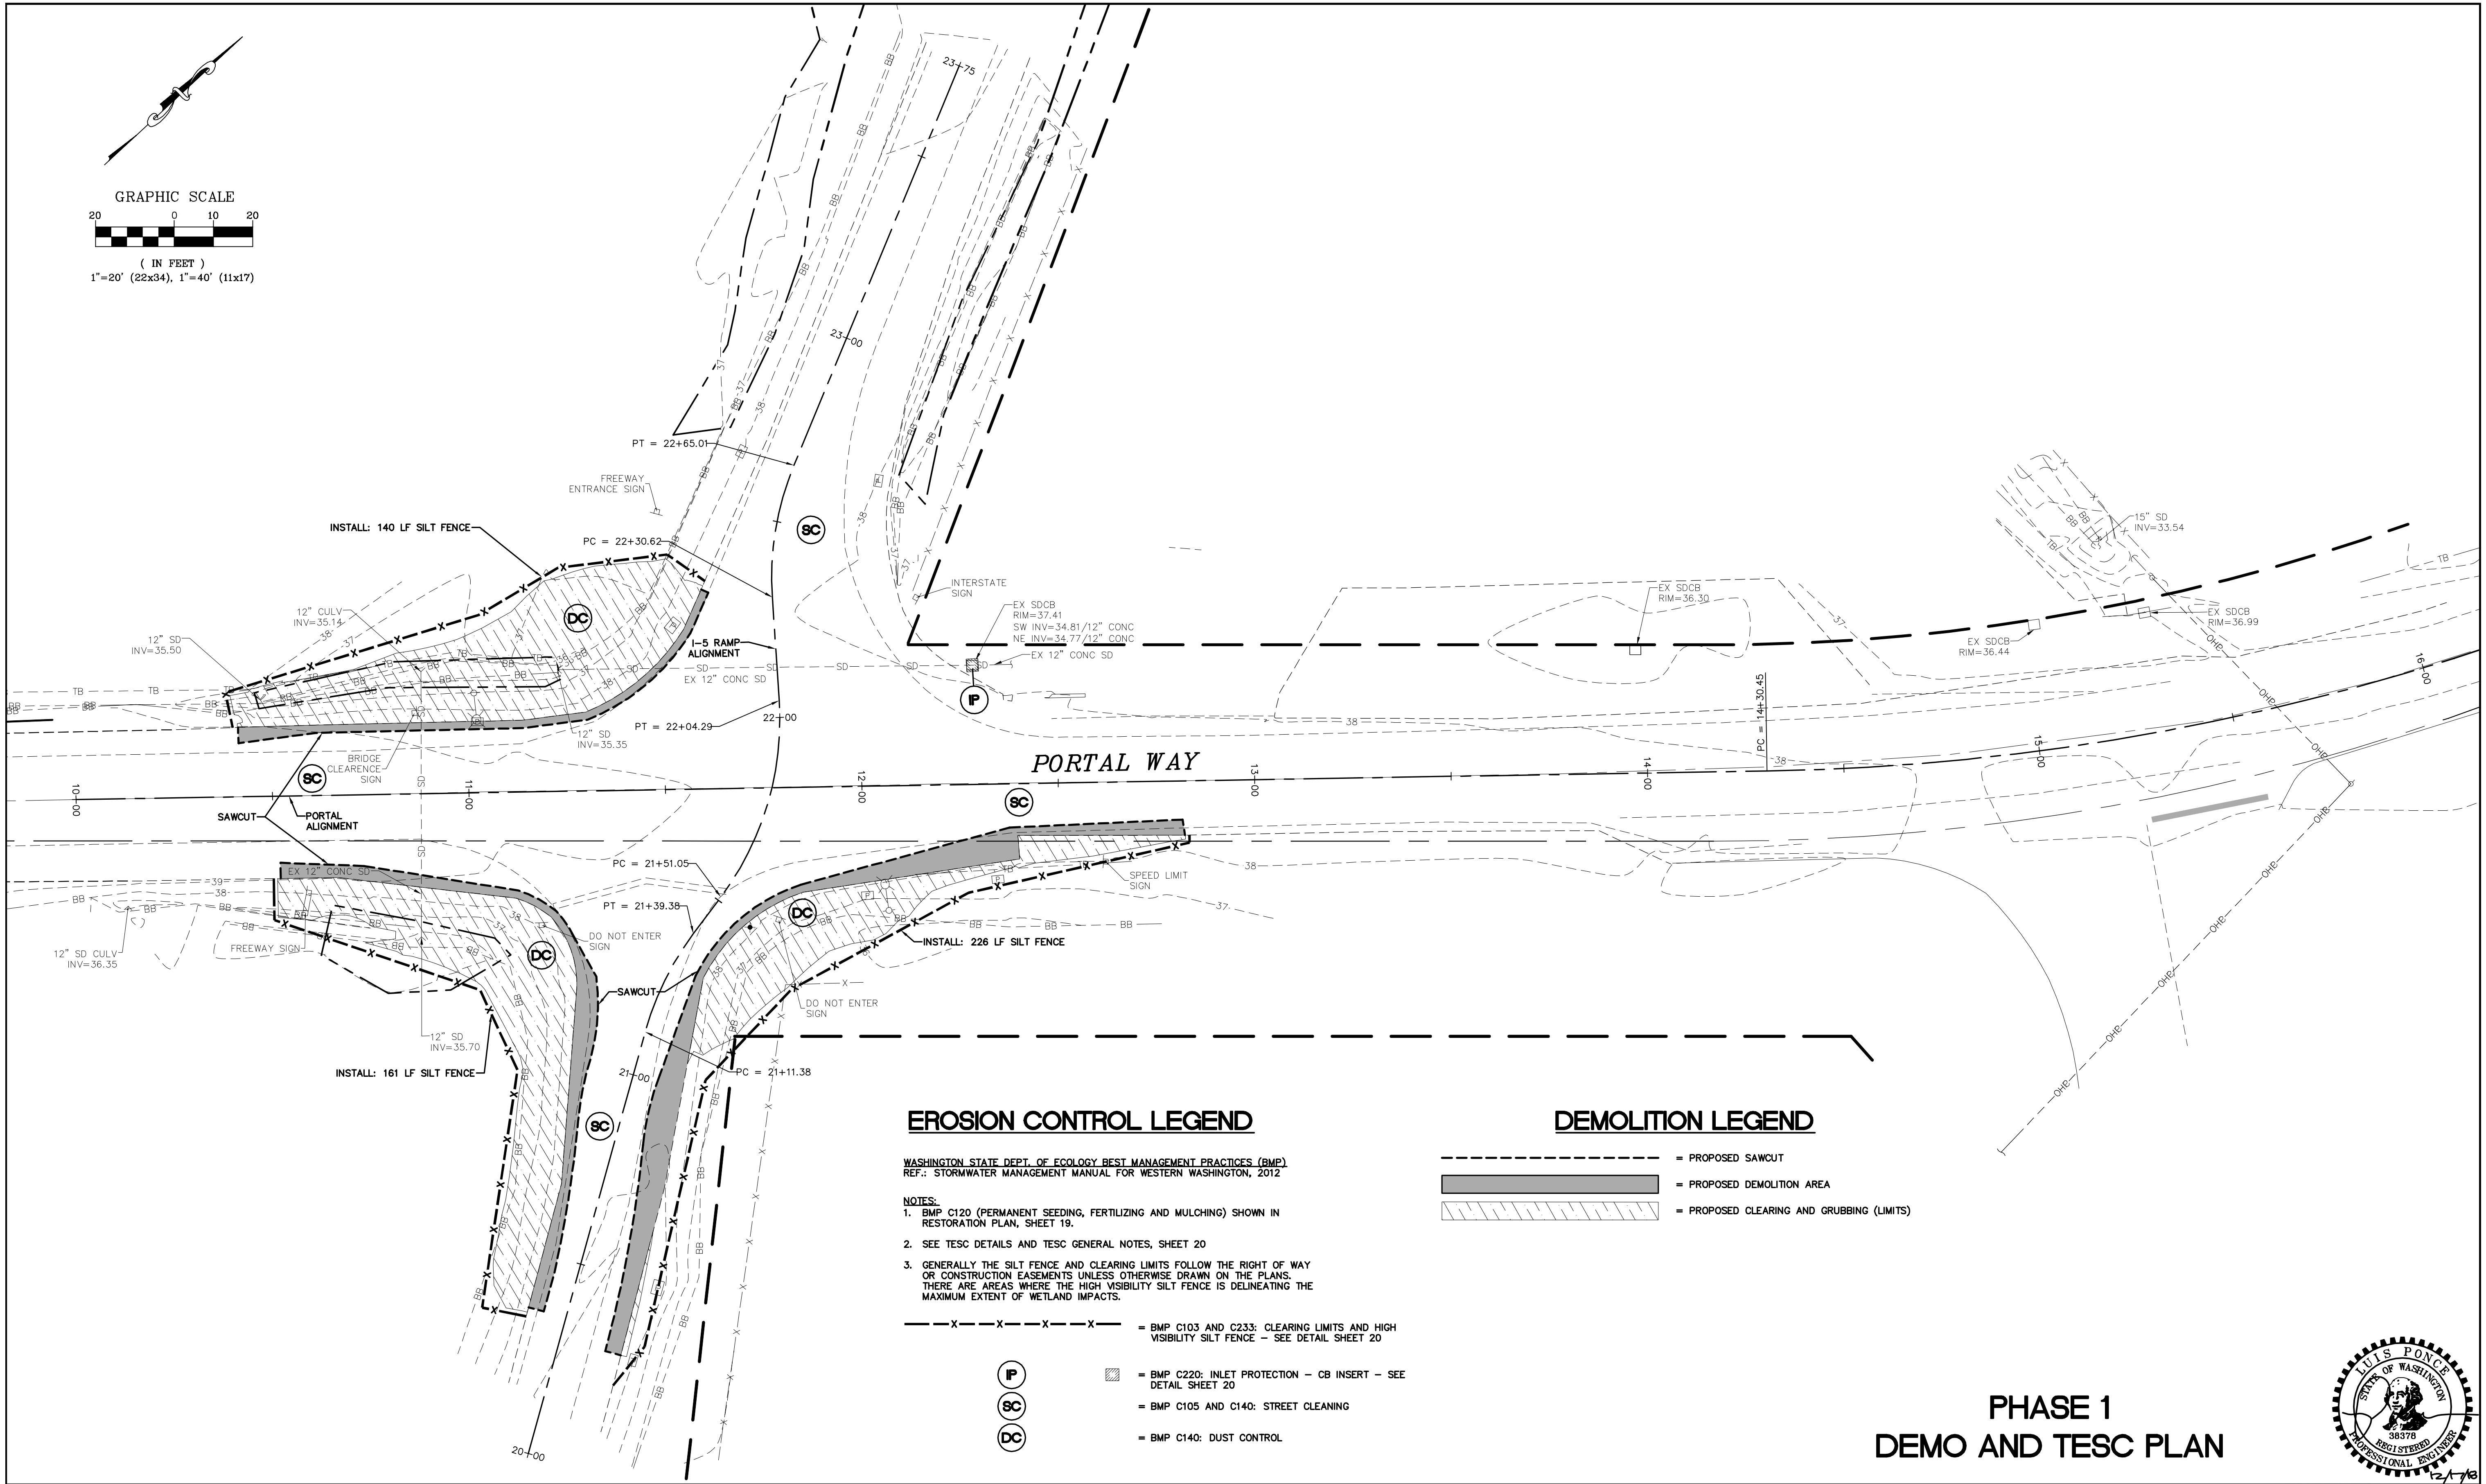 GRAPHIC SCALE
20 0 10 20
( IN FEET )
1"=20' (22x34), 1"=40' (11x17)
23+75
23+00
PT = 22+65.01
FREEWAY
ENTRANCE SIGN
INSTALL: 140 LF SILT FENCE
PC = 22+30.62
SC
DC
12" CULV
INV=35.14
12" SD
INV=35.50
I-5 RAMP
ALIGNMENT
EX 12" CONC SD
PT = 22+04.29
22+00
12" SD
INV=35.35
BRIDGE
CLEARENCE
SIGN
INTERSTATE
SIGN
EX SDCB
RIM=37.41
SW INV=34.81/12" CONC
NE INV=34.77/12" CONC
EX 12" CONC SD
IP
EX SDCB
RIM=36.30
15" SD
INV=33.54
EX SDCB
RIM=36.99
EX SDCB
RIM=36.44
PC = 14+30.45
PORTAL WAY
SC
SC
10+00
11+00
12+00
13+00
14+00
15+00
16+00
SAWCUT
PORTAL
ALIGNMENT
PC = 21+51.05
PT = 21+39.38
EX 12" CONC SD
DO NOT ENTER
SIGN
FREEWAY SIGN
12" SD CULV
INV=36.35
DC
12" SD
INV=35.70
INSTALL: 161 LF SILT FENCE
SAWCUT
DC
SPEED LIMIT
SIGN
INSTALL: 226 LF SILT FENCE
DO NOT ENTER
SIGN
21+00
PC = 21+11.38
SC
20+00
EROSION CONTROL LEGEND
WASHINGTON STATE DEPT. OF ECOLOGY BEST MANAGEMENT PRACTICES (BMP)
REF.: STORMWATER MANAGEMENT MANUAL FOR WESTERN WASHINGTON, 2012
NOTES:
1. BMP C120 (PERMANENT SEEDING, FERTILIZING AND MULCHING) SHOWN IN
RESTORATION PLAN, SHEET 19.
2. SEE TESC DETAILS AND TESC GENERAL NOTES, SHEET 20
3. GENERALLY THE SILT FENCE AND CLEARING LIMITS FOLLOW THE RIGHT OF WAY
OR CONSTRUCTION EASEMENTS UNLESS OTHERWISE DRAWN ON THE PLANS.
THERE ARE AREAS WHERE THE HIGH VISIBILITY SILT FENCE IS DELINEATING THE
MAXIMUM EXTENT OF WETLAND IMPACTS.
= BMP C103 AND C233: CLEARING LIMITS AND HIGH
VISIBILITY SILT FENCE – SEE DETAIL SHEET 20
IP = BMP C220: INLET PROTECTION – CB INSERT – SEE
DETAIL SHEET 20
SC = BMP C105 AND C140: STREET CLEANING
DC = BMP C140: DUST CONTROL
DEMOLITION LEGEND
= PROPOSED SAWCUT
= PROPOSED DEMOLITION AREA
= PROPOSED CLEARING AND GRUBBING (LIMITS)
PHASE 1
DEMO AND TESC PLAN
LUIS PONCE
STATE OF WASHINGTON
38378
REGISTERED
PROFESSIONAL ENGINEER